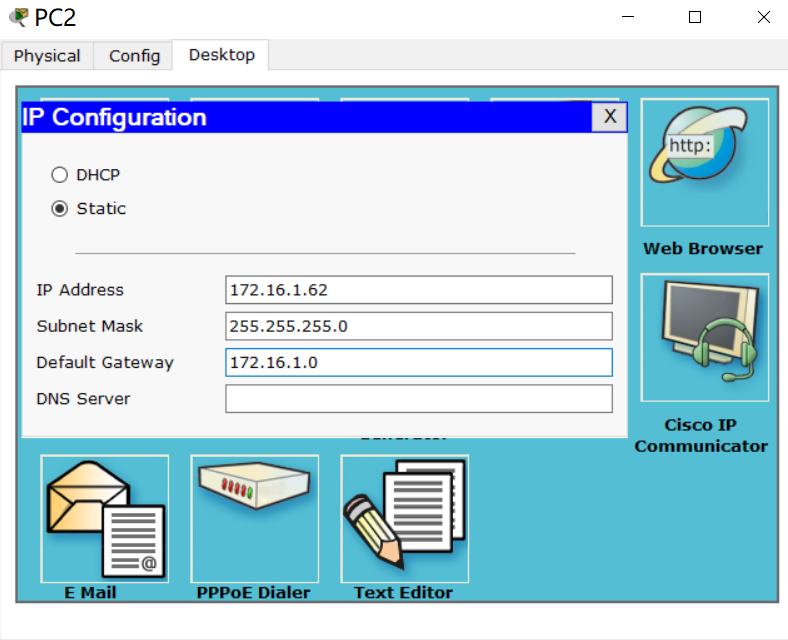 PC2
Physical Config Desktop
IP Configuration X
DHCP
Static
IP Address 172.16.1.62
Subnet Mask 255.255.255.0
Default Gateway 172.16.1.0
DNS Server
http:
Web Browser
Cisco IP
Communicator
@
E Mail PPPoE Dialer Text Editor